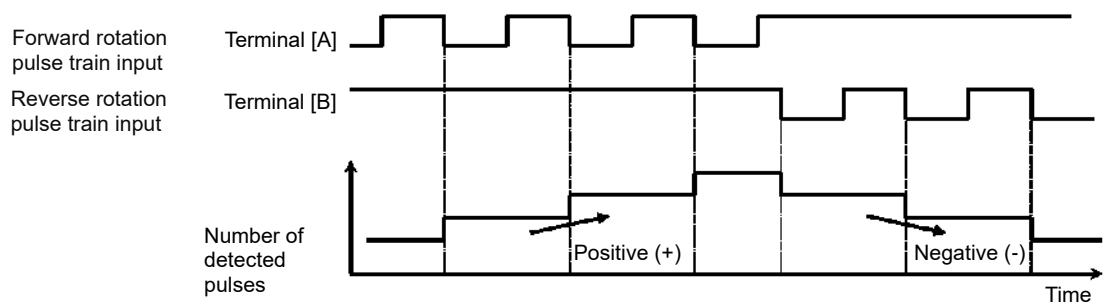 Forward rotation
pulse train input
Terminal [A]
Reverse rotation
pulse train input
Terminal [B]
Number of
detected
pulses
Positive (+)
Negative (-)
Time